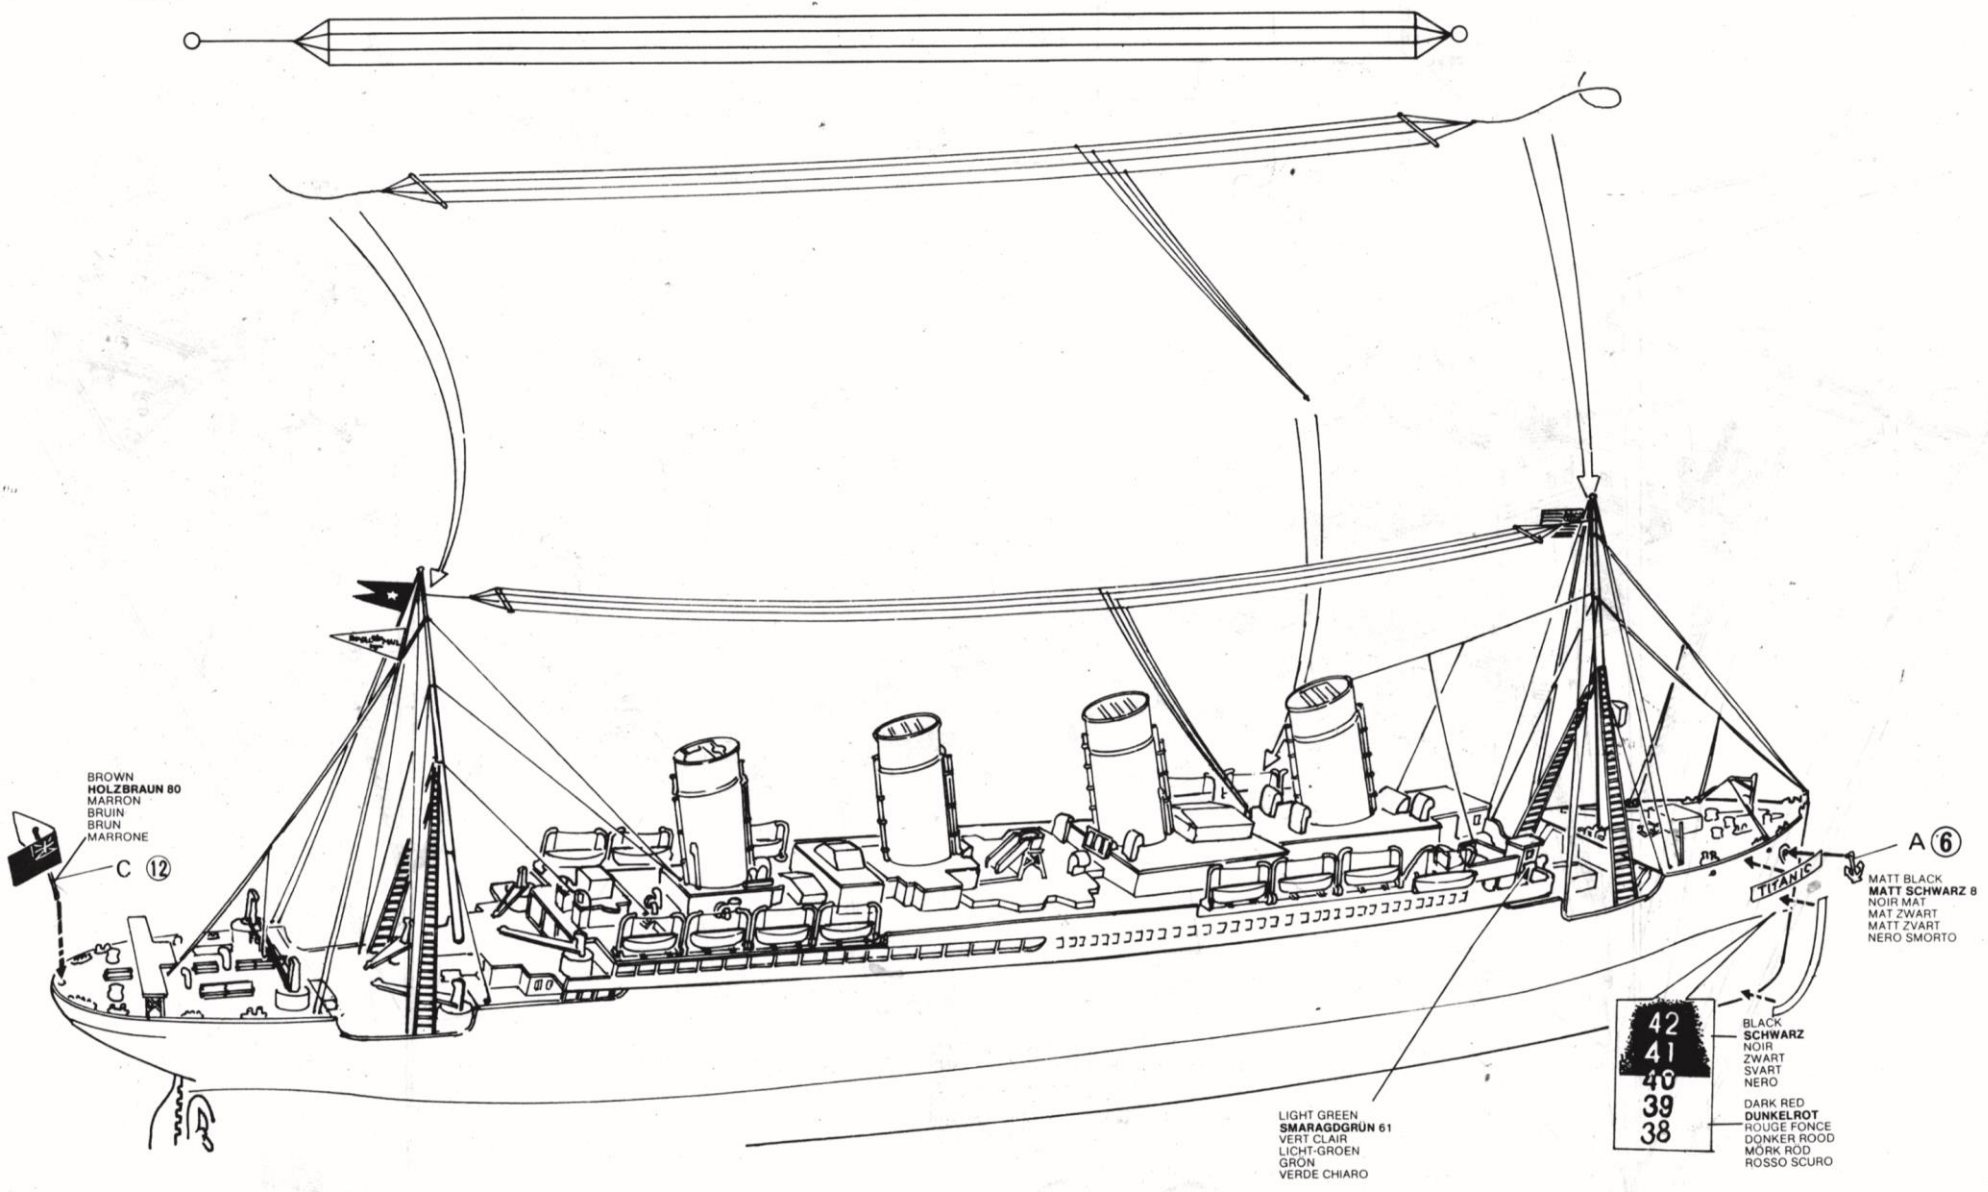 BROWN
HOLZBRAUN 80
MARRON
BRUIN
BRUN
MARRONE
C 12
A 6
TITANIC
MATT BLACK
MATT SCHWARZ 8
NOIR MAT
MAT ZWART
MATT ZVART
NERO SMORTO
42
41
40
39
38
BLACK
SCHWARZ
NOIR
ZWART
SVART
NERO
DARK RED
DUNKELROT
ROUGE FONCE
DONKER ROOD
MÖRK RÖD
ROSSO SCURO
LIGHT GREEN
SMARAGDGRÜN 61
VERT CLAIR
LICHT-GROEN
GRÖN
VERDE CHIARO